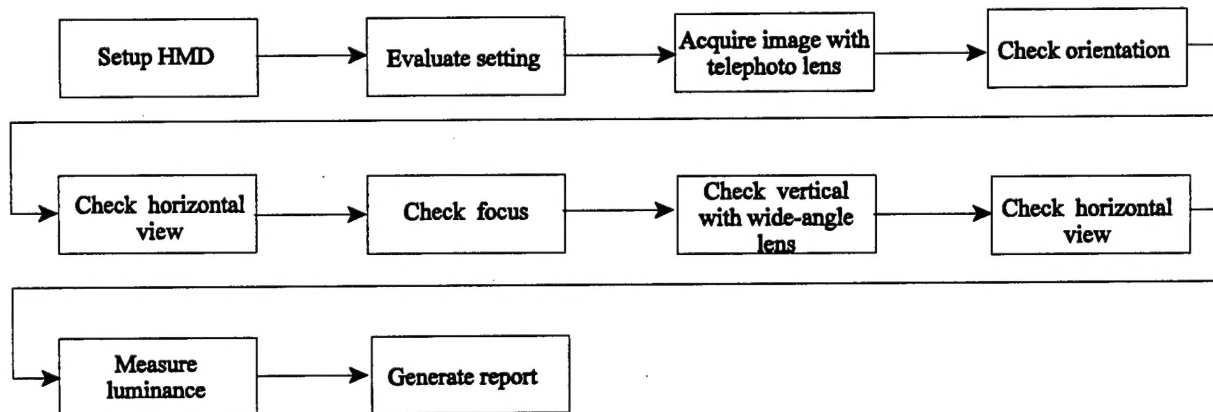 Setup HMD
Evaluate setting
Acquire image with
telephoto lens
Check orientation
Check horizontal
view
Check focus
Check vertical
with wide-angle
lens
Check horizontal
view
Measure
luminance
Generate report